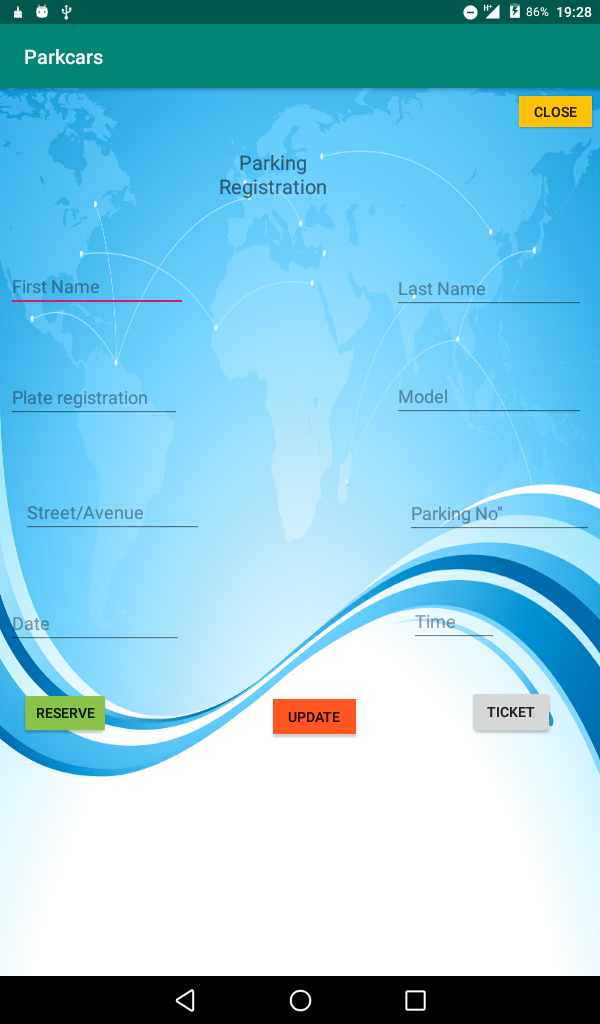 H+ 86% 19:28
Parkcars
CLOSE
Parking
Registration
First Name
Last Name
Plate registration
Model
Street/Avenue
Parking No"
Date
Time
RESERVE
UPDATE
TICKET